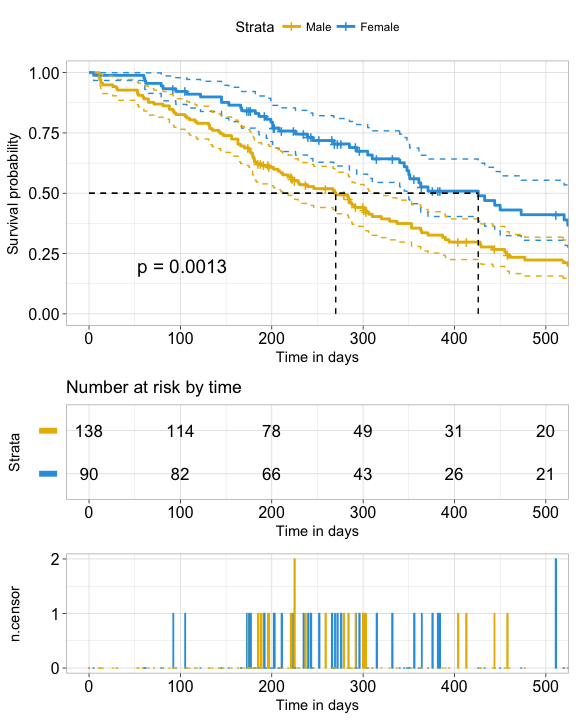 Strata Male Female
Survival probability
1.00
0.75
0.50
0.25
0.00
p = 0.0013
0 100 200 300 400 500
Time in days
Number at risk by time
Strata
138 114 78 49 31 20
90 82 66 43 26 21
0 100 200 300 400 500
Time in days
n.censor
2
1
0
0 100 200 300 400 500
Time in days